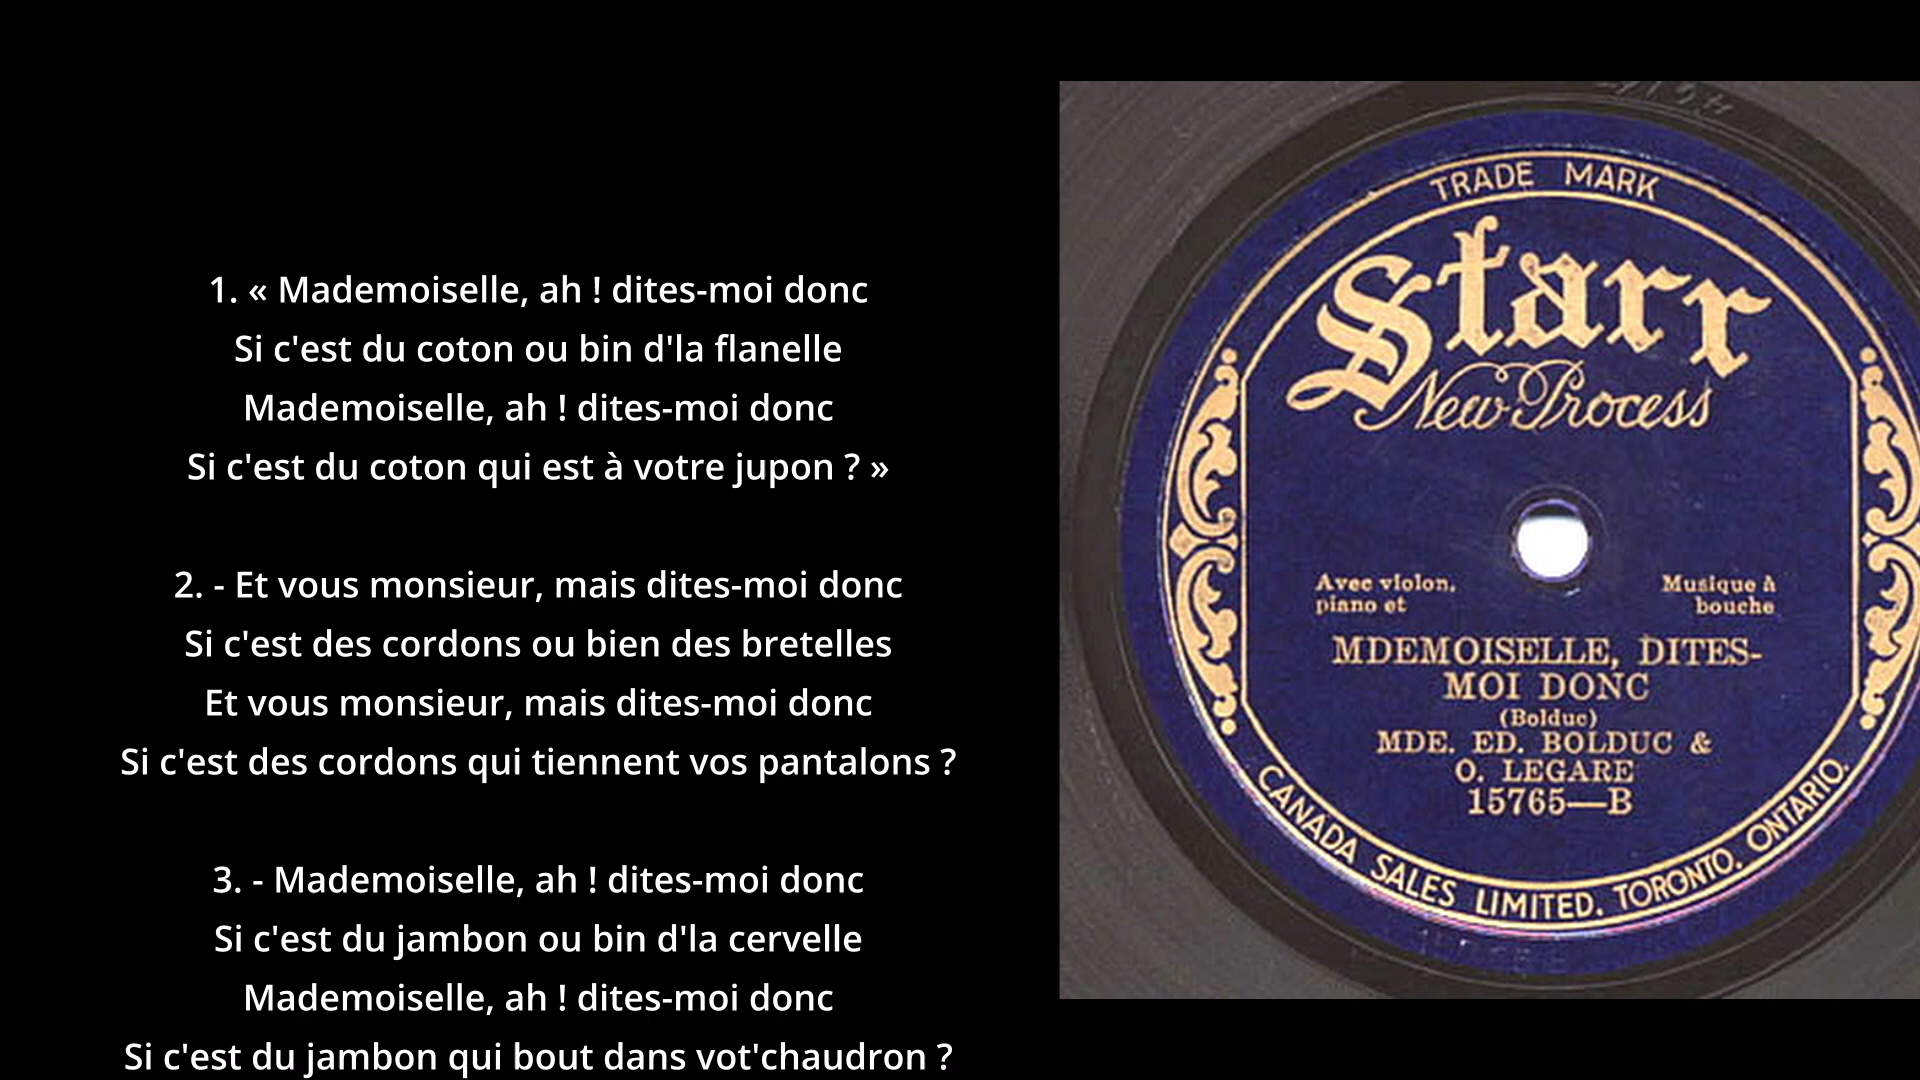 1. « Mademoiselle, ah ! dites-moi donc
Si c'est du coton ou bin d'la flanelle
Mademoiselle, ah ! dites-moi donc
Si c'est du coton qui est à votre jupon ? »
2. - Et vous monsieur, mais dites-moi donc
Si c'est des cordons ou bien des bretelles
Et vous monsieur, mais dites-moi donc
Si c'est des cordons qui tiennent vos pantalons ?
3. - Mademoiselle, ah ! dites-moi donc
Si c'est du jambon ou bin d'la cervelle
Mademoiselle, ah ! dites-moi donc
Si c'est du jambon qui bout dans vot'chaudron ?
TRADE MARK
Starr
New Process
Avec violon,
piano et
Musique à
bouche
MDEMOISELLE, DITES-
MOI DONC
(Bolduc)
MDE. ED. BOLDUC &
O. LEGARE
15765—B
CANADA SALES LIMITED. TORONTO. ONTARIO.